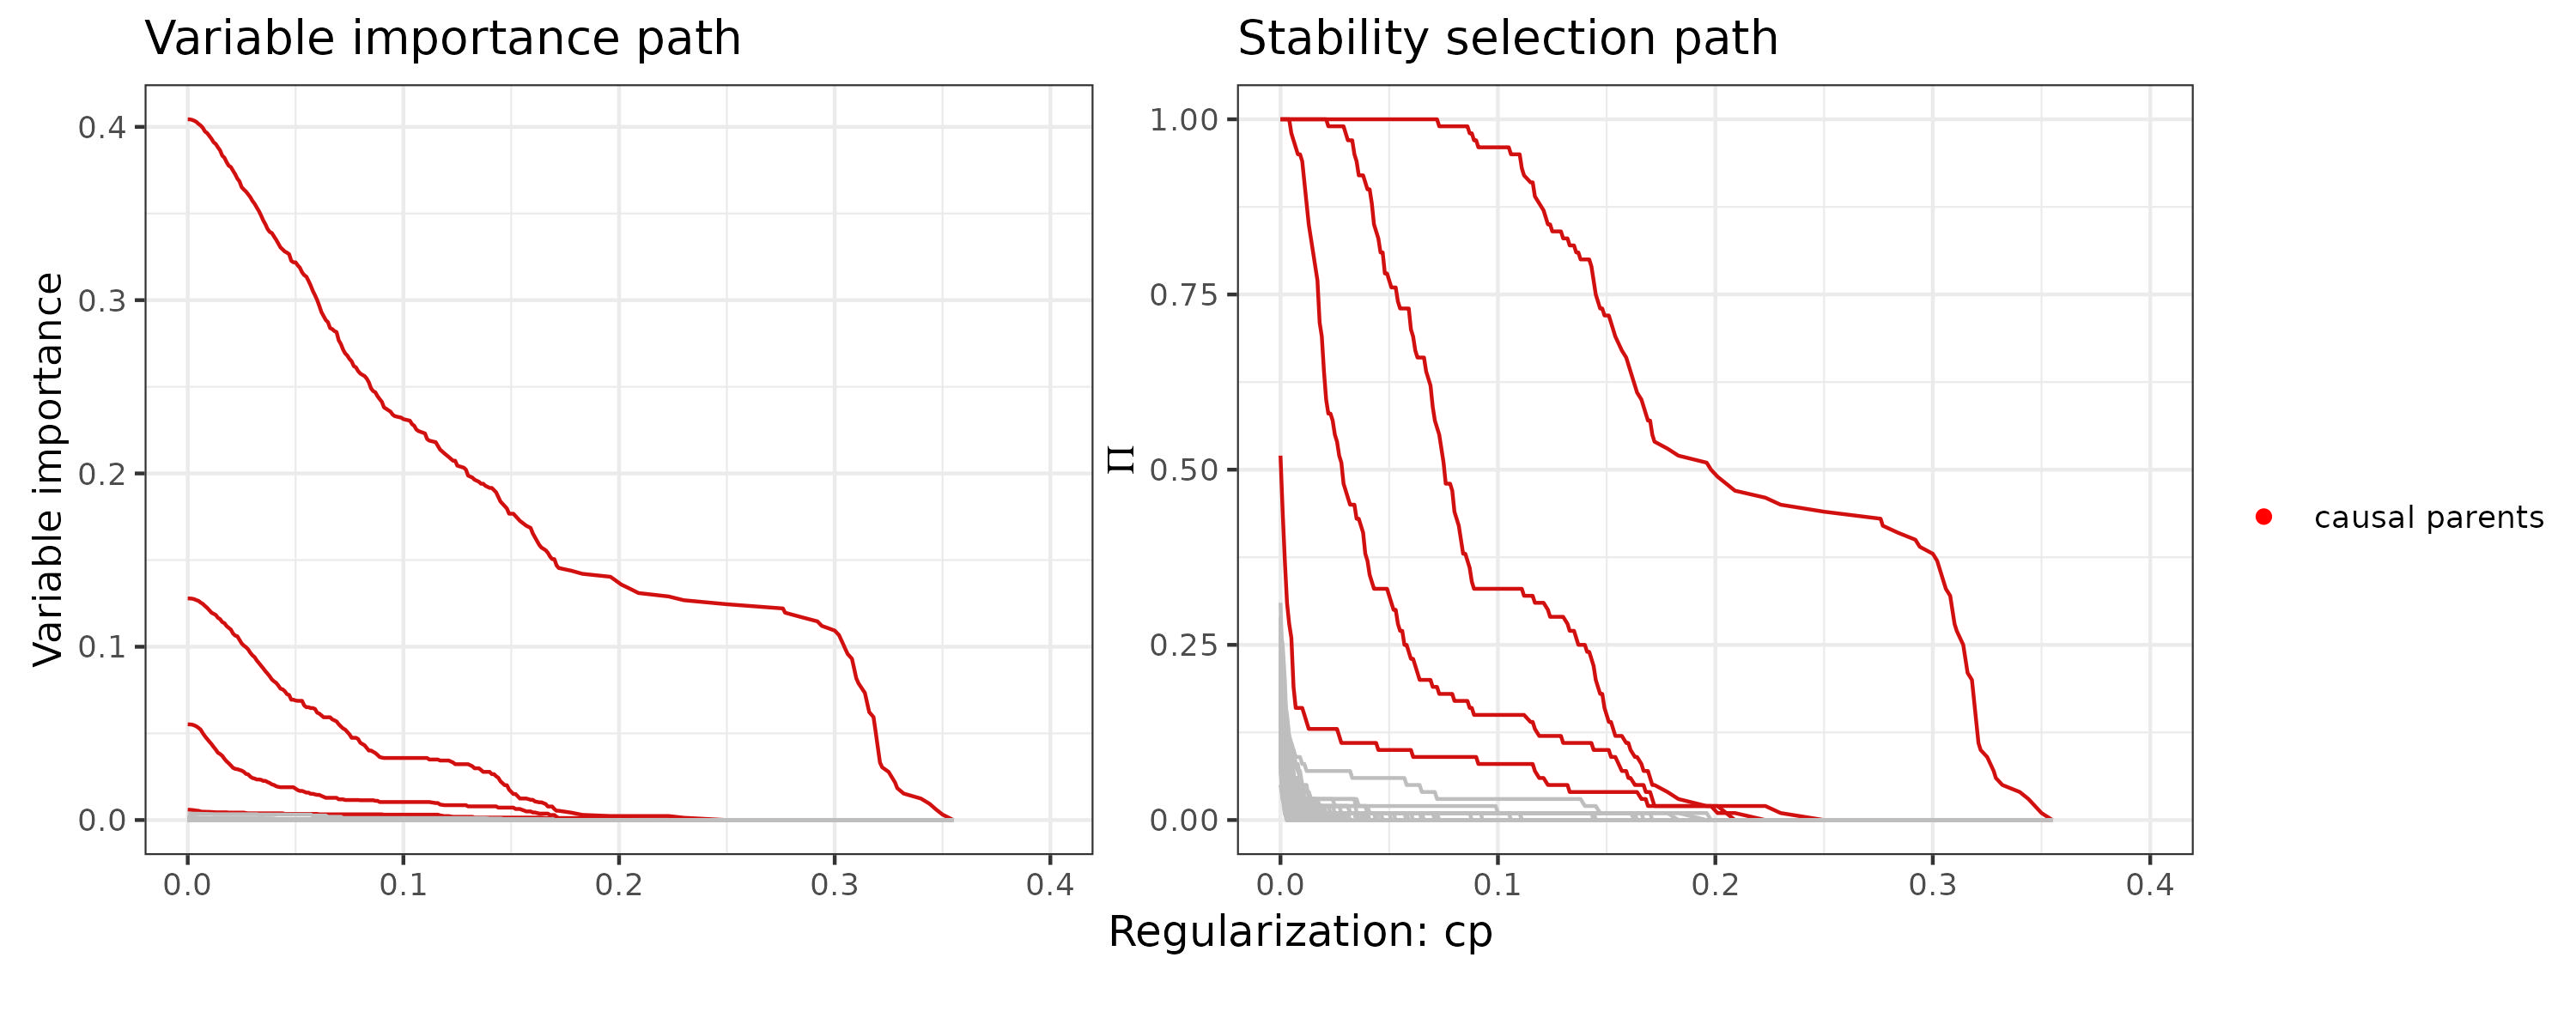 Variable importance path
Stability selection path
Variable importance
0.4
0.3
0.2
0.1
0.0
0.0 0.1 0.2 0.3 0.4
Π
1.00
0.75
0.50
0.25
0.00
0.0 0.1 0.2 0.3 0.4
Regularization: cp
causal parents